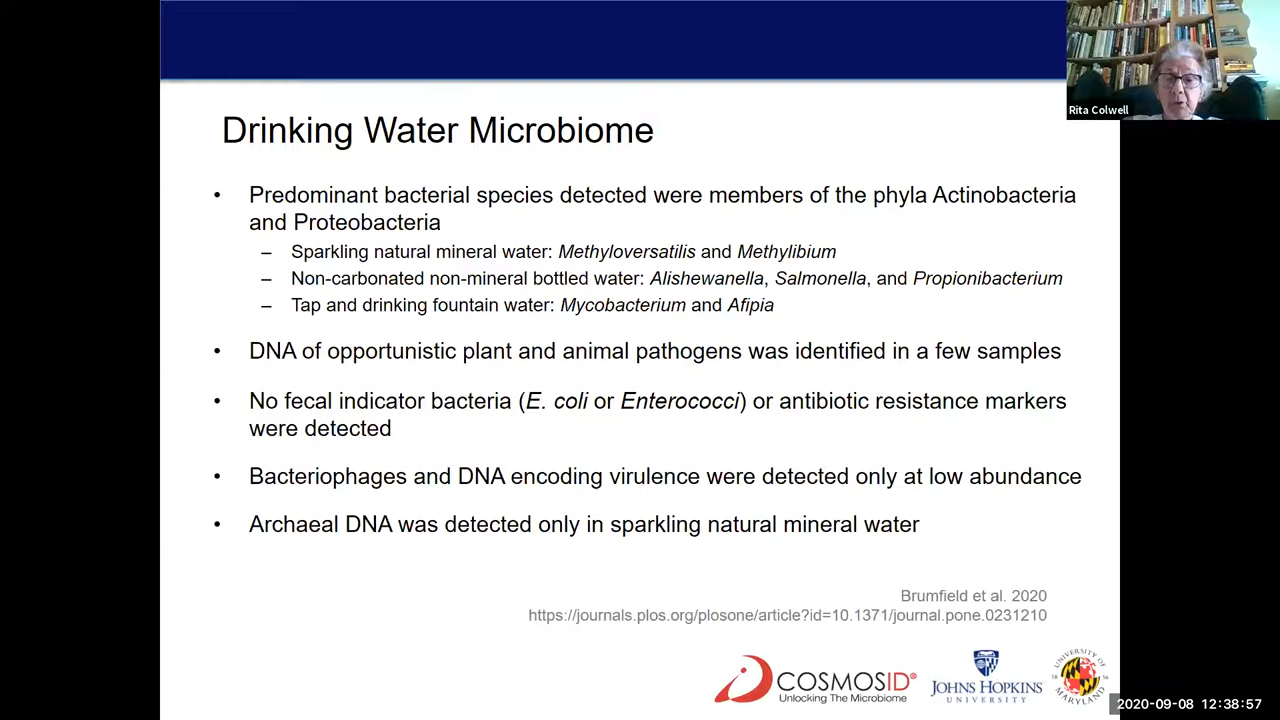 Rita Colwell
Drinking Water Microbiome
• Predominant bacterial species detected were members of the phyla Actinobacteria
and Proteobacteria
– Sparkling natural mineral water: Methyloversatilis and Methylibium
– Non-carbonated non-mineral bottled water: Alishewanella, Salmonella, and Propionibacterium
– Tap and drinking fountain water: Mycobacterium and Afipia
• DNA of opportunistic plant and animal pathogens was identified in a few samples
• No fecal indicator bacteria (E. coli or Enterococci) or antibiotic resistance markers
were detected
• Bacteriophages and DNA encoding virulence were detected only at low abundance
• Archaeal DNA was detected only in sparkling natural mineral water
Brumfield et al. 2020
https://journals.plos.org/plosone/article?id=10.1371/journal.pone.0231210
COSMOSID®
Unlocking The Microbiome
JOHNS HOPKINS
UNIVERSITY
UNIVERSITY OF
MARYLAND
18 56
2020-09-08 12:38:57